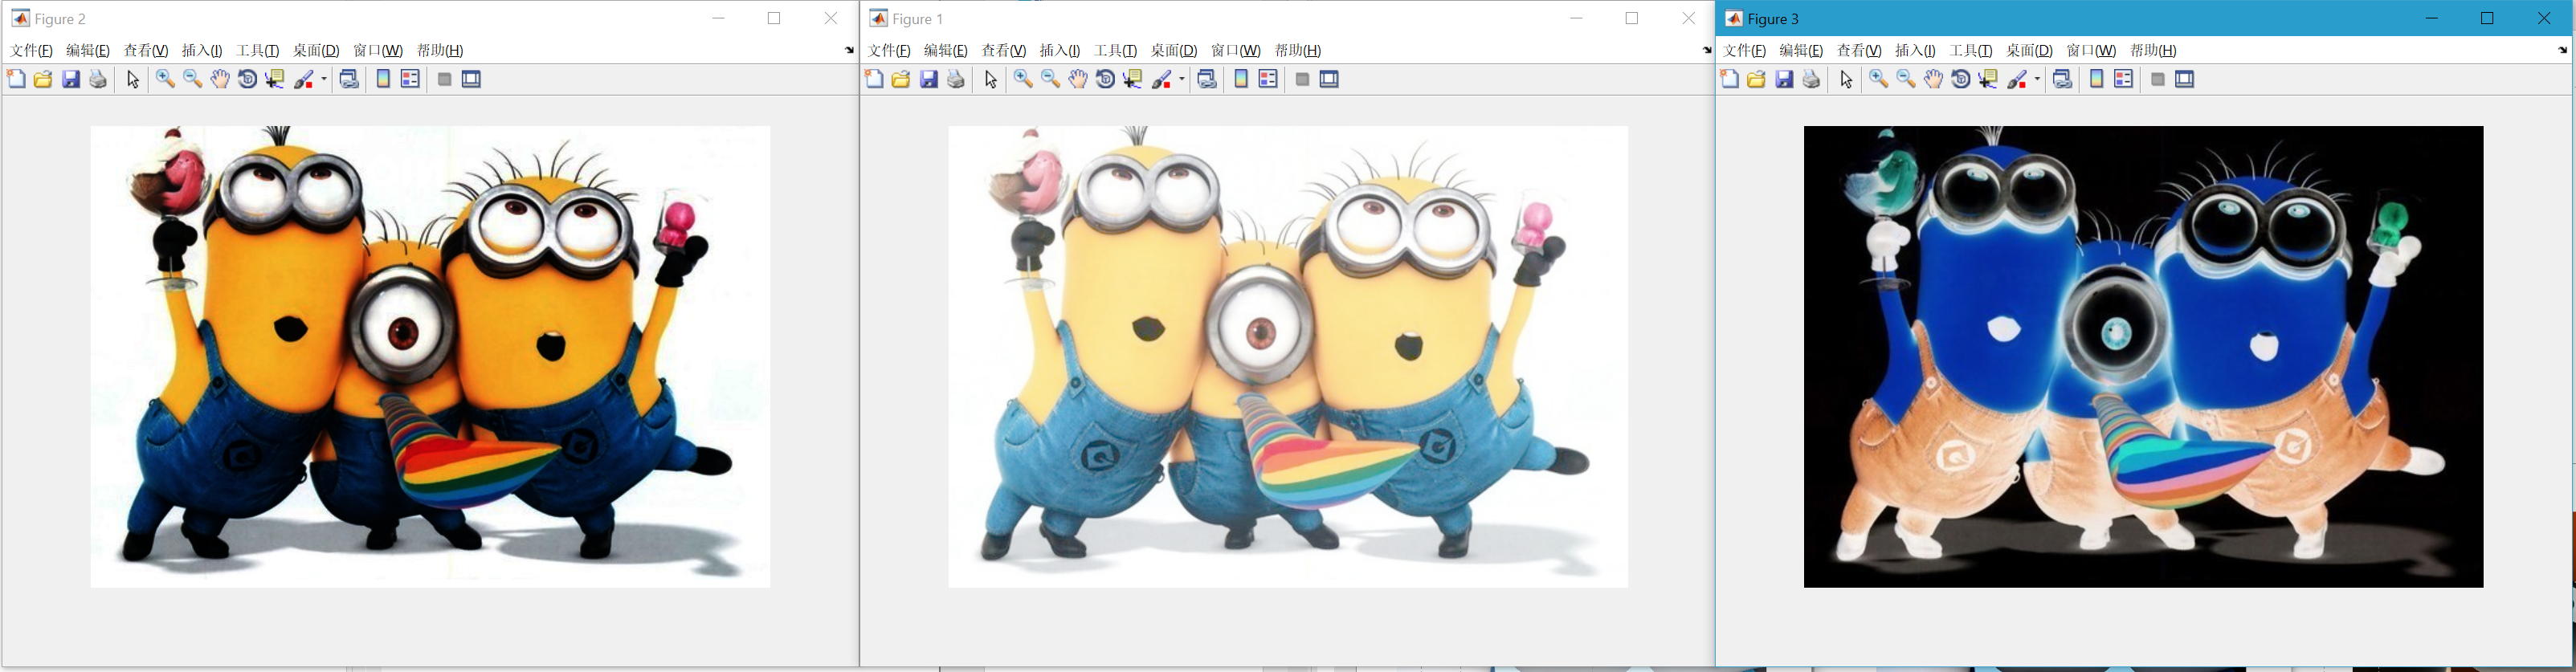 Figure 2
文件(F) 编辑(E) 查看(V) 插入(I) 工具(T) 桌面(D) 窗口(W) 帮助(H)
Figure 1
文件(F) 编辑(E) 查看(V) 插入(I) 工具(T) 桌面(D) 窗口(W) 帮助(H)
Figure 3
文件(F) 编辑(E) 查看(V) 插入(I) 工具(T) 桌面(D) 窗口(W) 帮助(H)